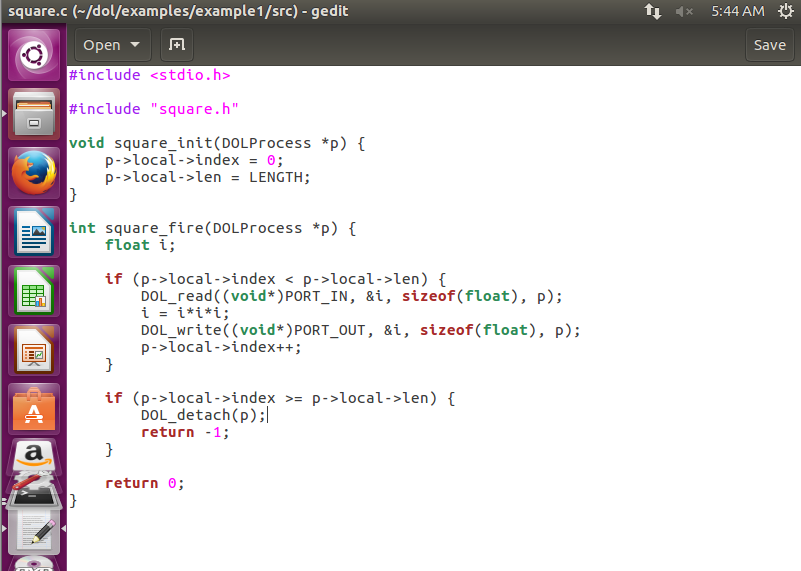 square.c (~/dol/examples/example1/src) - gedit
5:44 AM
Open
Save
#include <stdio.h>
#include "square.h"
void square_init(DOLProcess *p) {
    p->local->index = 0;
    p->local->len = LENGTH;
}
int square_fire(DOLProcess *p) {
    float i;
    if (p->local->index < p->local->len) {
        DOL_read((void*)PORT_IN, &i, sizeof(float), p);
        i = i*i*i;
        DOL_write((void*)PORT_OUT, &i, sizeof(float), p);
        p->local->index++;
    }
    if (p->local->index >= p->local->len) {
        DOL_detach(p);
        return -1;
    }
    return 0;
}